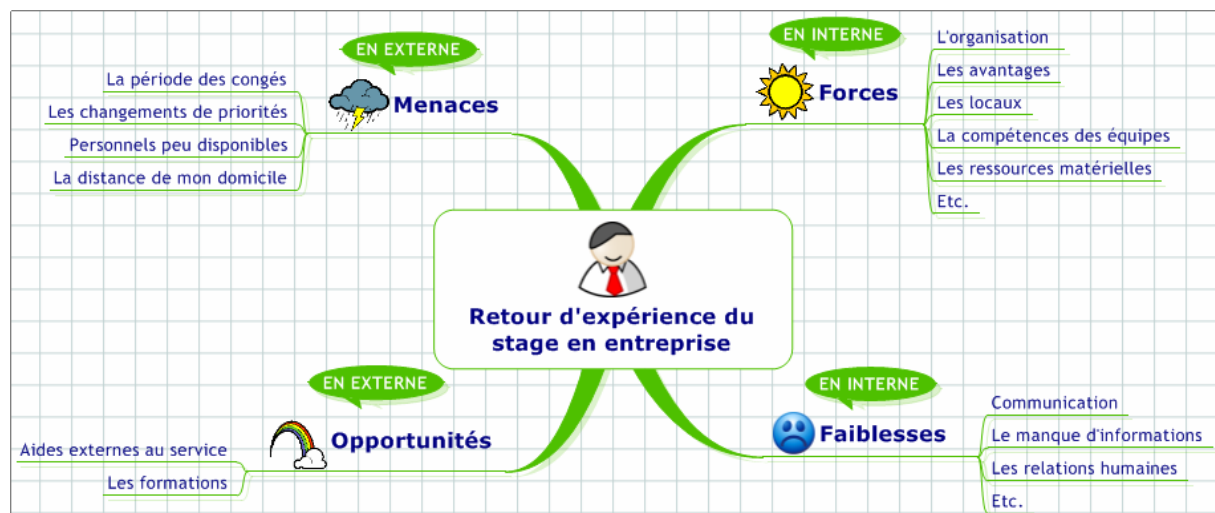 EN EXTERNE
Menaces
La période des congés
Les changements de priorités
Personnels peu disponibles
La distance de mon domicile
EN INTERNE
Forces
L'organisation
Les avantages
Les locaux
La compétences des équipes
Les ressources matérielles
Etc.
Retour d'expérience du
stage en entreprise
EN EXTERNE
Opportunités
Aides externes au service
Les formations
EN INTERNE
Faiblesses
Communication
Le manque d'informations
Les relations humaines
Etc.